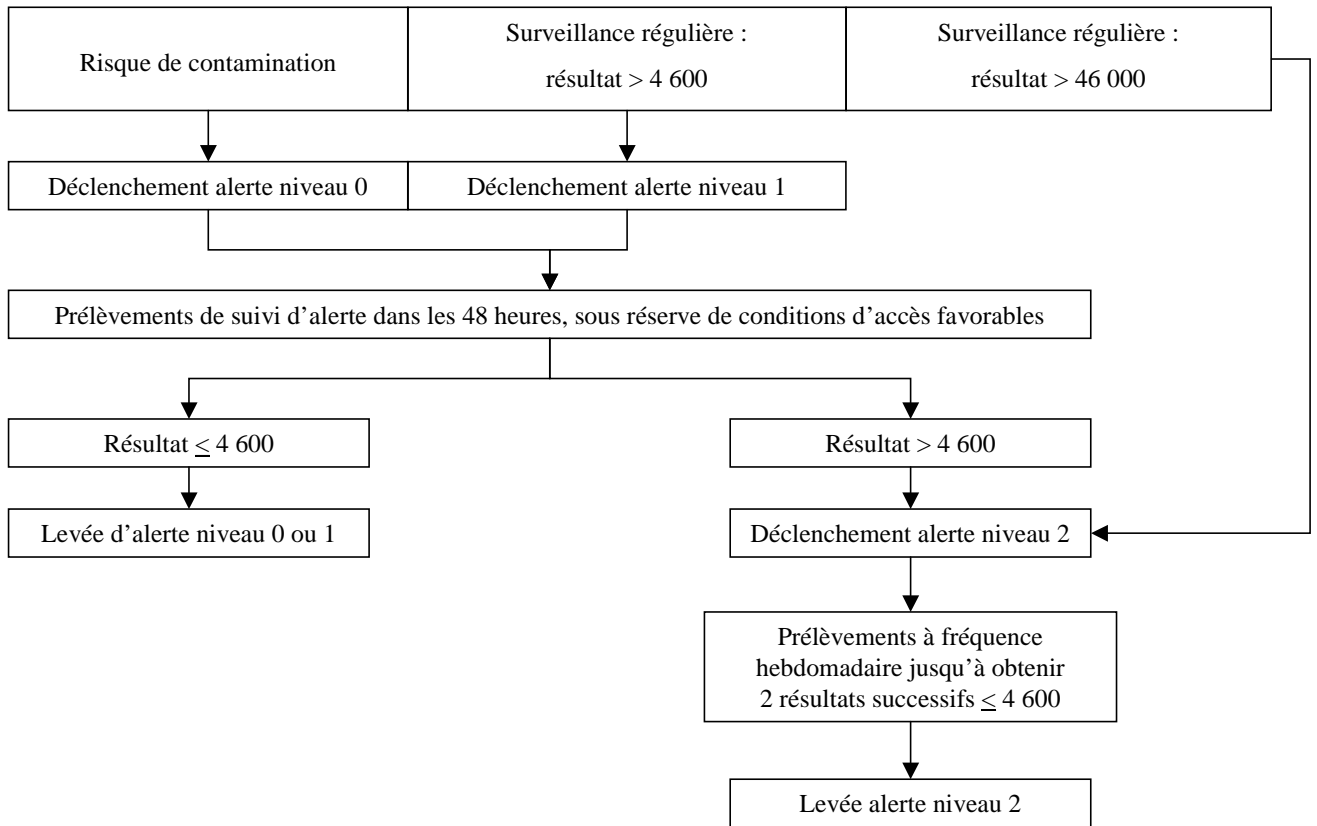 Risque de contamination
Surveillance régulière :
résultat > 4 600
Surveillance régulière :
résultat > 46 000
Déclenchement alerte niveau 0
Déclenchement alerte niveau 1
Prélèvements de suivi d’alerte dans les 48 heures, sous réserve de conditions d’accès favorables
Résultat ≤ 4 600
Résultat > 4 600
Levée d’alerte niveau 0 ou 1
Déclenchement alerte niveau 2
Prélèvements à fréquence
hebdomadaire jusqu’à obtenir
2 résultats successifs ≤ 4 600
Levée alerte niveau 2